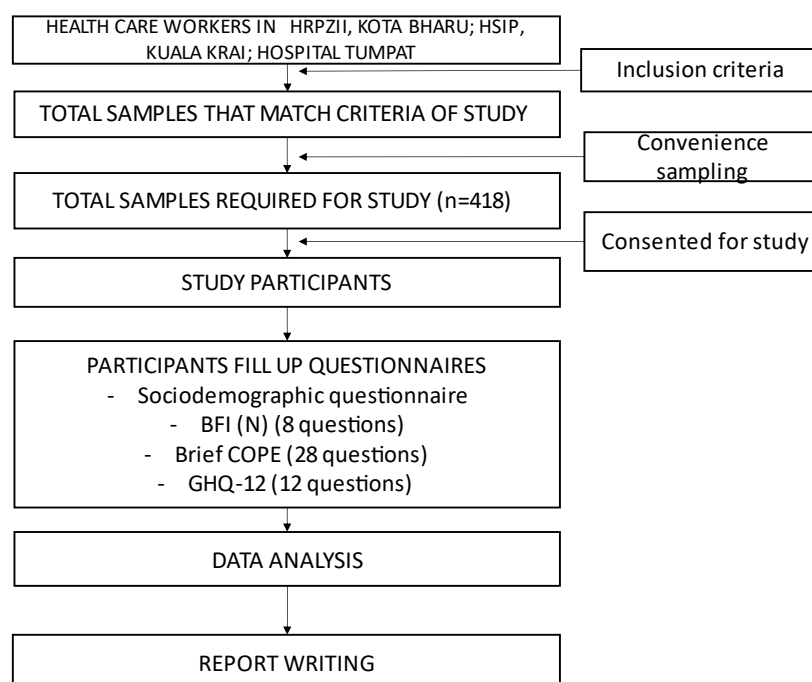 HEALTH CARE WORKERS IN HRPZII, KOTA BHARU; HSIP,
KUALA KRAI; HOSPITAL TUMPAT
Inclusion criteria
TOTAL SAMPLES THAT MATCH CRITERIA OF STUDY
Convenience
sampling
TOTAL SAMPLES REQUIRED FOR STUDY (n=418)
Consented for study
STUDY PARTICIPANTS
PARTICIPANTS FILL UP QUESTIONNAIRES
- Sociodemographic questionnaire
- BFI (N) (8 questions)
- Brief COPE (28 questions)
- GHQ-12 (12 questions)
DATA ANALYSIS
REPORT WRITING